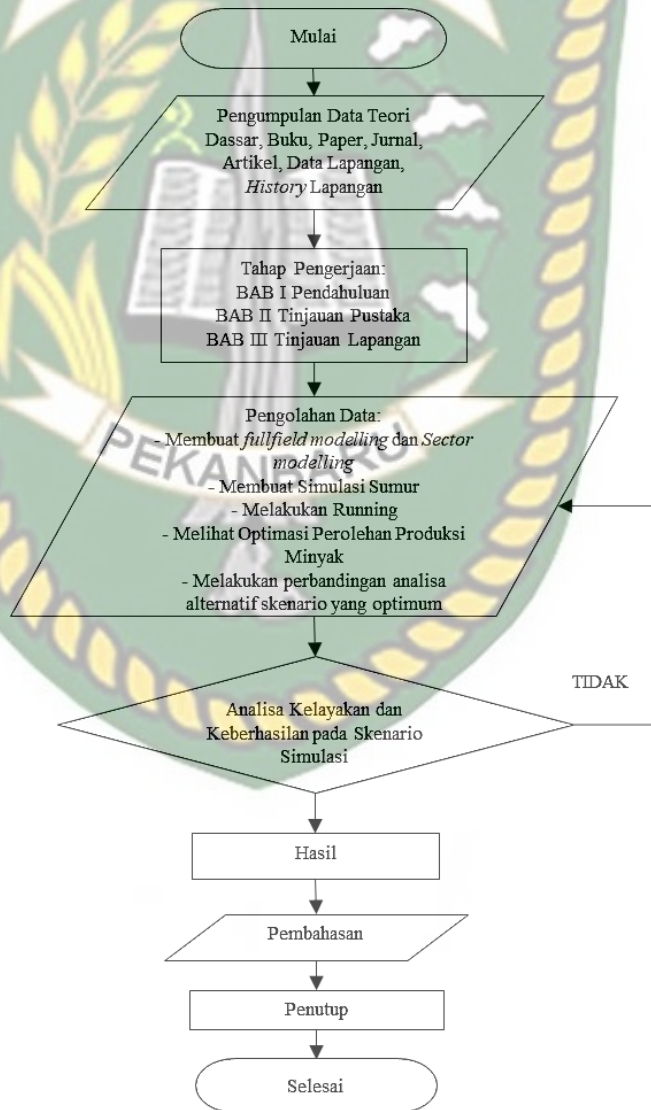 Mulai
Pengumpulan Data Teori
Dassar, Buku, Paper, Jurnal,
Artikel, Data Lapangan,
History Lapangan
Tahap Pengerjaan:
BAB I Pendahuluan
BAB II Tinjauan Pustaka
BAB III Tinjauan Lapangan
Pengolahan Data:
- Membuat fullfield modelling dan Sector
modelling
- Membuat Simulasi Sumur
- Melakukan Running
- Melihat Optimasi Perolehan Produksi
Minyak
- Melakukan perbandingan analisa
alternatif skenario yang optimum
PEKANBARU
TIDAK
Analisa Kelayakan dan
Keberhasilan pada Skenario
Simulasi
Hasil
Pembahasan
Penutup
Selesai